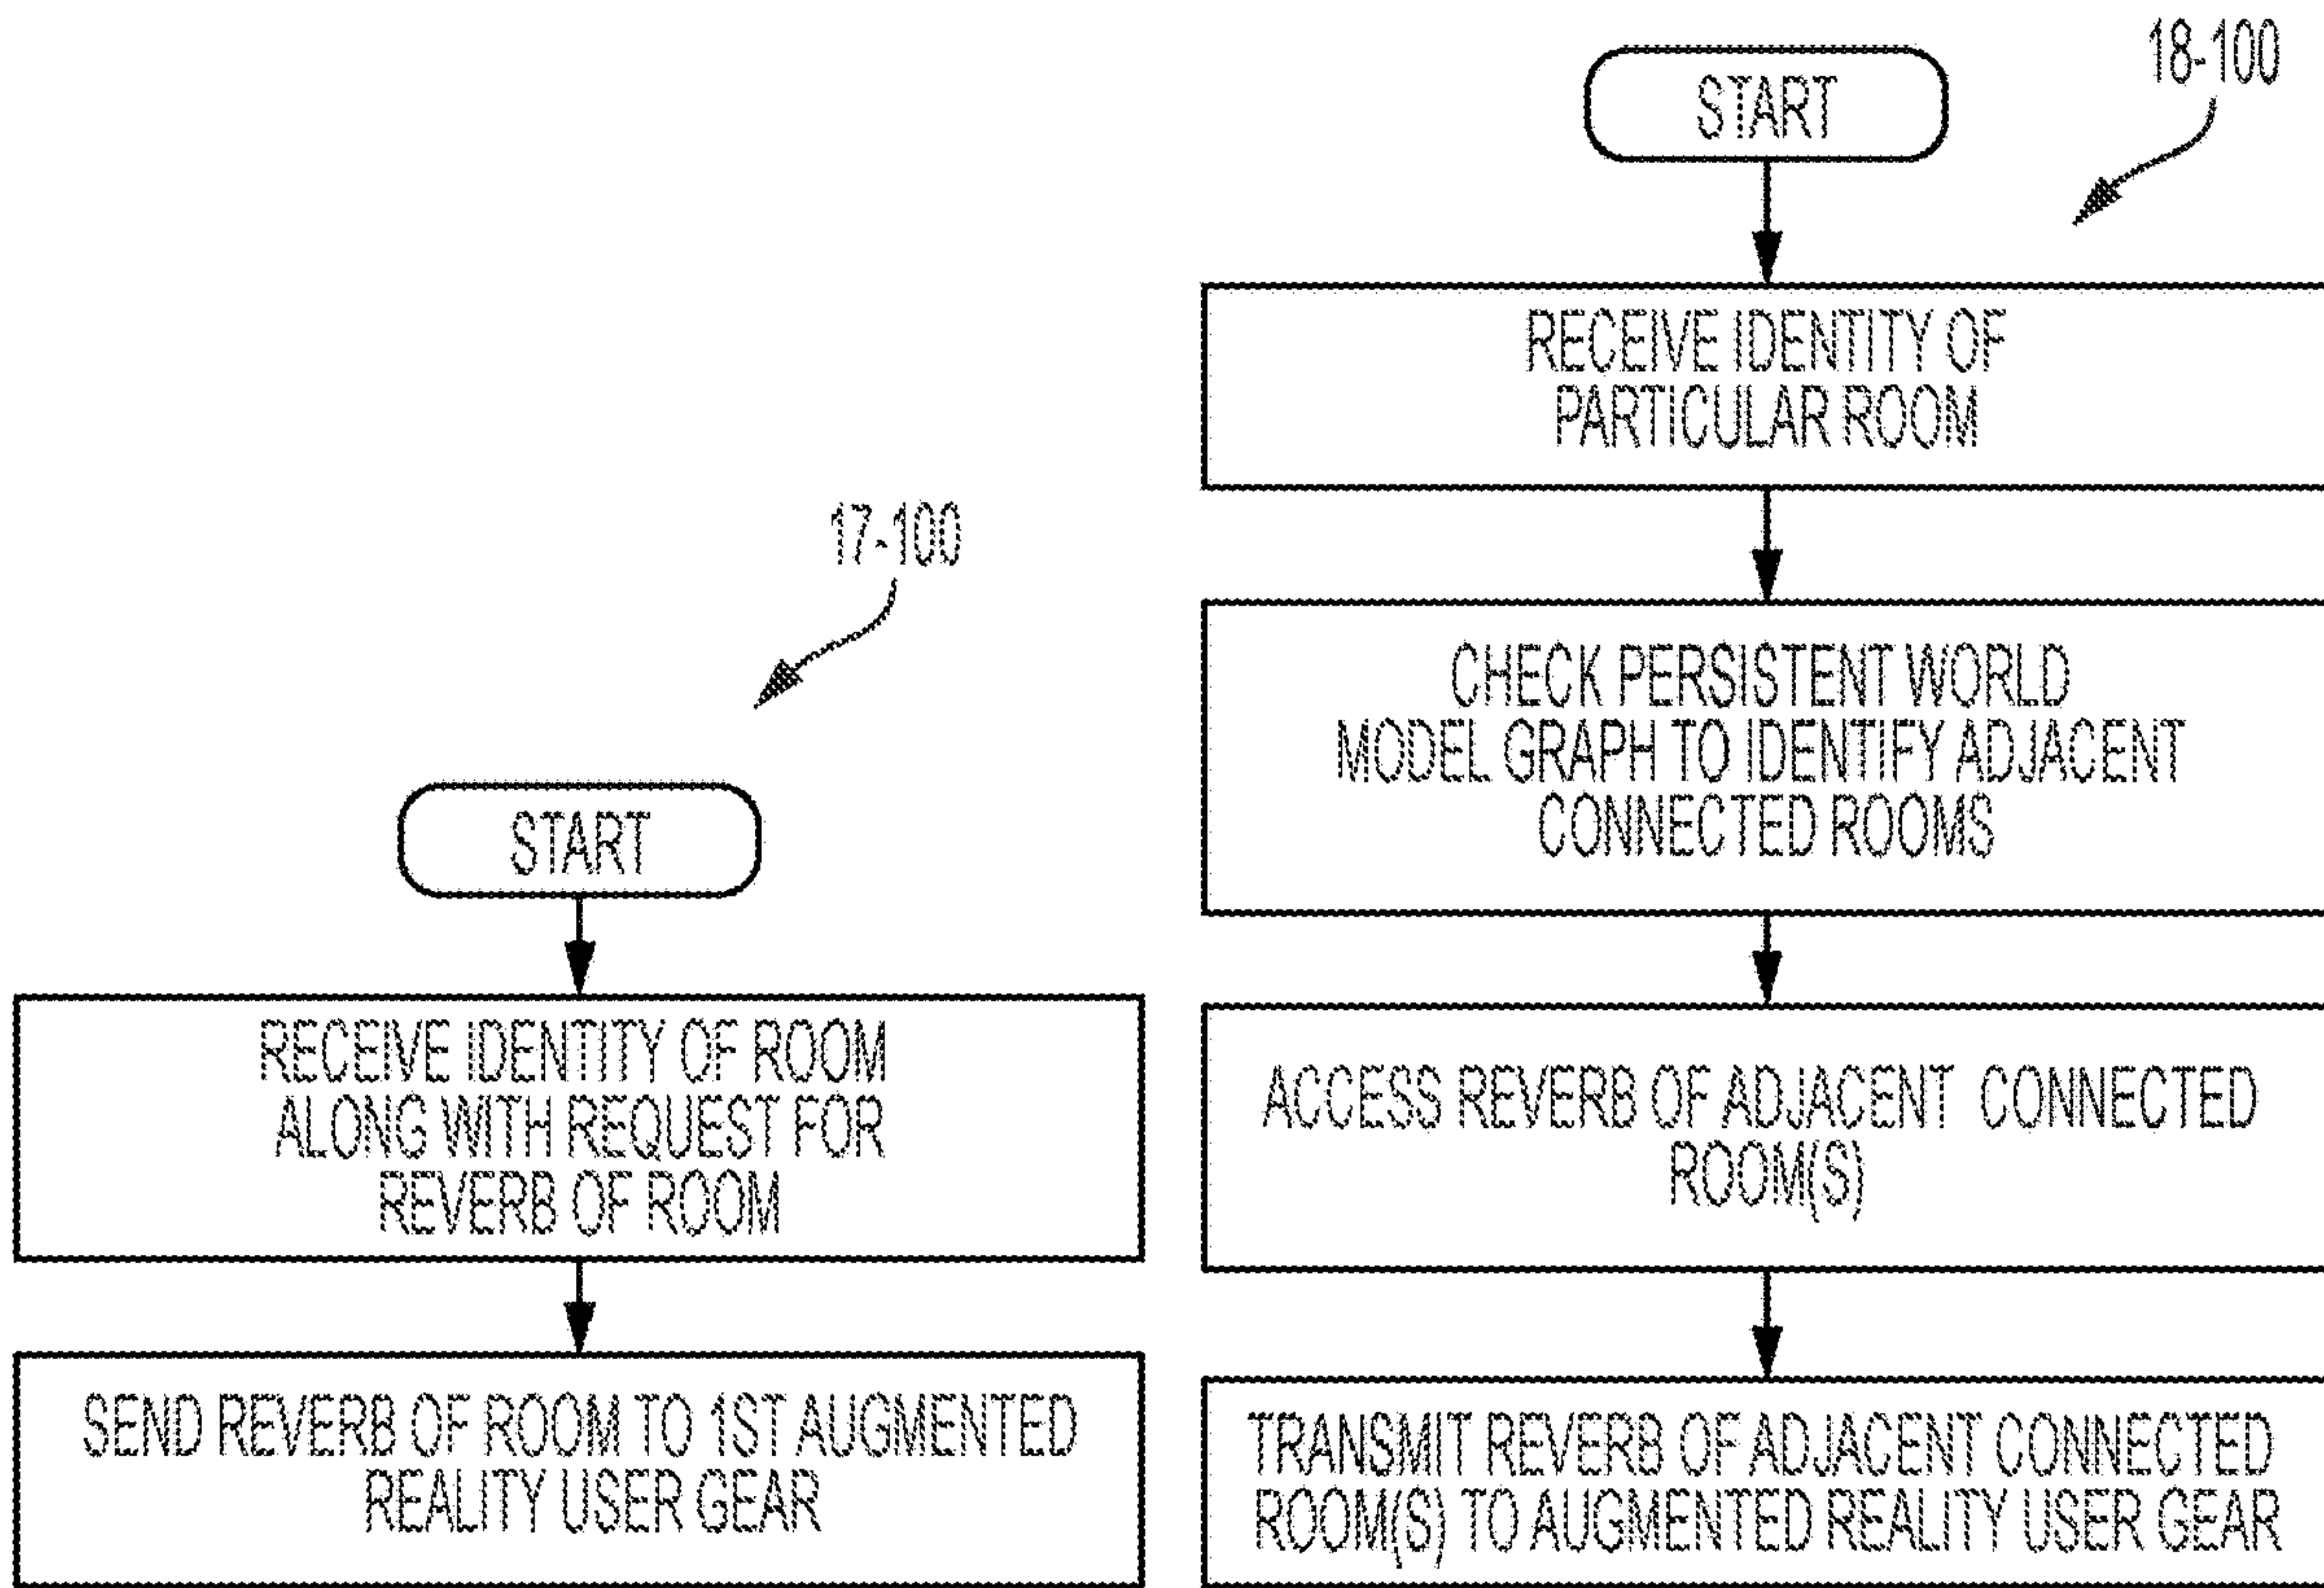 17-100
START
RECEIVE IDENTITY OF ROOM
ALONG WITH REQUEST FOR
REVERB OF ROOM
SEND REVERB OF ROOM TO 1ST AUGMENTED
REALITY USER GEAR
18-100
START
RECEIVE IDENTITY OF
PARTICULAR ROOM
CHECK PERSISTENT WORLD
MODEL GRAPH TO IDENTIFY ADJACENT
CONNECTED ROOMS
ACCESS REVERB OF ADJACENT CONNECTED
ROOM(S)
TRANSMIT REVERB OF ADJACENT CONNECTED
ROOM(S) TO AUGMENTED REALITY USER GEAR